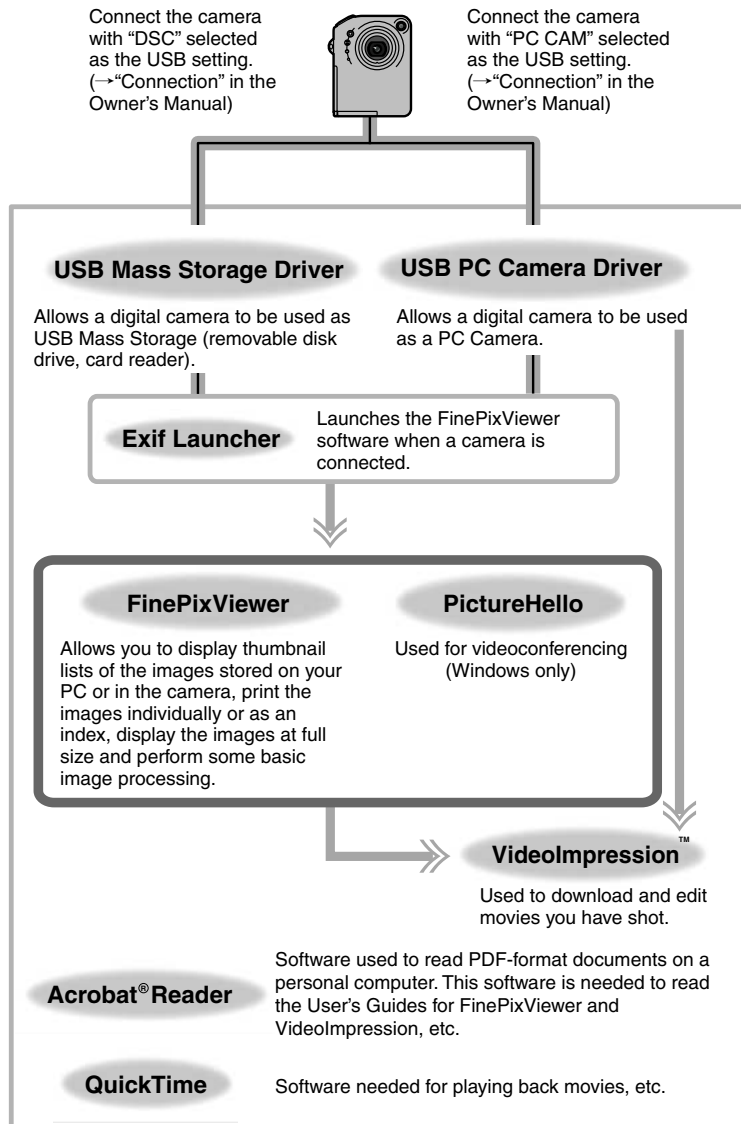 Connect the camera
with “DSC” selected
as the USB setting.
(→“Connection” in the
Owner’s Manual)
Connect the camera
with “PC CAM” selected
as the USB setting.
(→“Connection” in the
Owner’s Manual)
USB Mass Storage Driver
Allows a digital camera to be used as
USB Mass Storage (removable disk
drive, card reader).
USB PC Camera Driver
Allows a digital camera to be used
as a PC Camera.
Exif Launcher
Launches the FinePixViewer
software when a camera is
connected.
FinePixViewer
Allows you to display thumbnail
lists of the images stored on your
PC or in the camera, print the
images individually or as an
index, display the images at full
size and perform some basic
image processing.
PictureHello
Used for videoconferencing
(Windows only)
VideoImpression™
Used to download and edit
movies you have shot.
Acrobat® Reader
Software used to read PDF-format documents on a
personal computer. This software is needed to read
the User’s Guides for FinePixViewer and
VideoImpression, etc.
QuickTime
Software needed for playing back movies, etc.